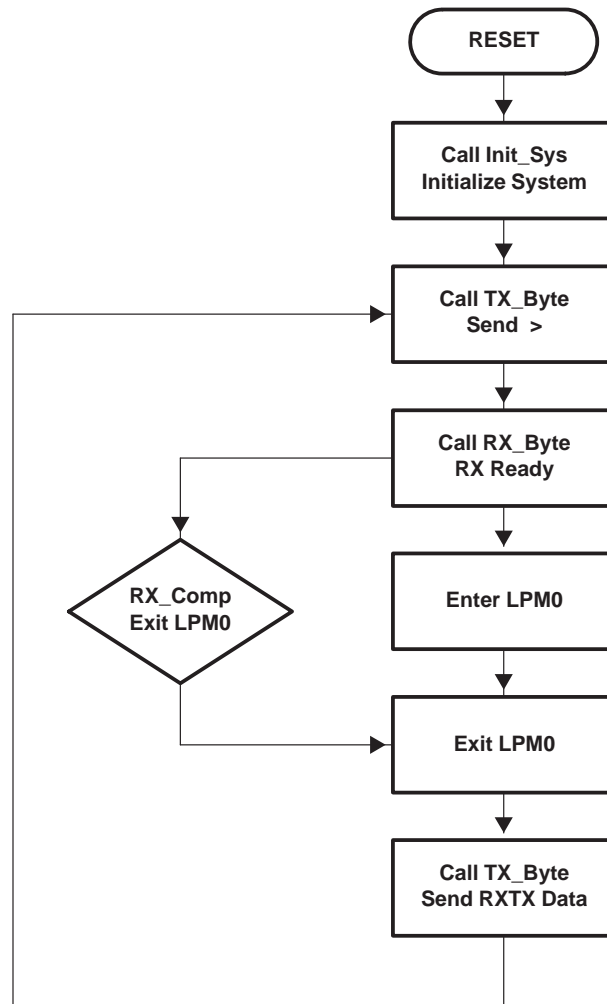 RESET
Call Init_Sys
Initialize System
Call TX_Byte
Send >
Call RX_Byte
RX Ready
RX_Comp
Exit LPM0
Enter LPM0
Exit LPM0
Call TX_Byte
Send RXTX Data